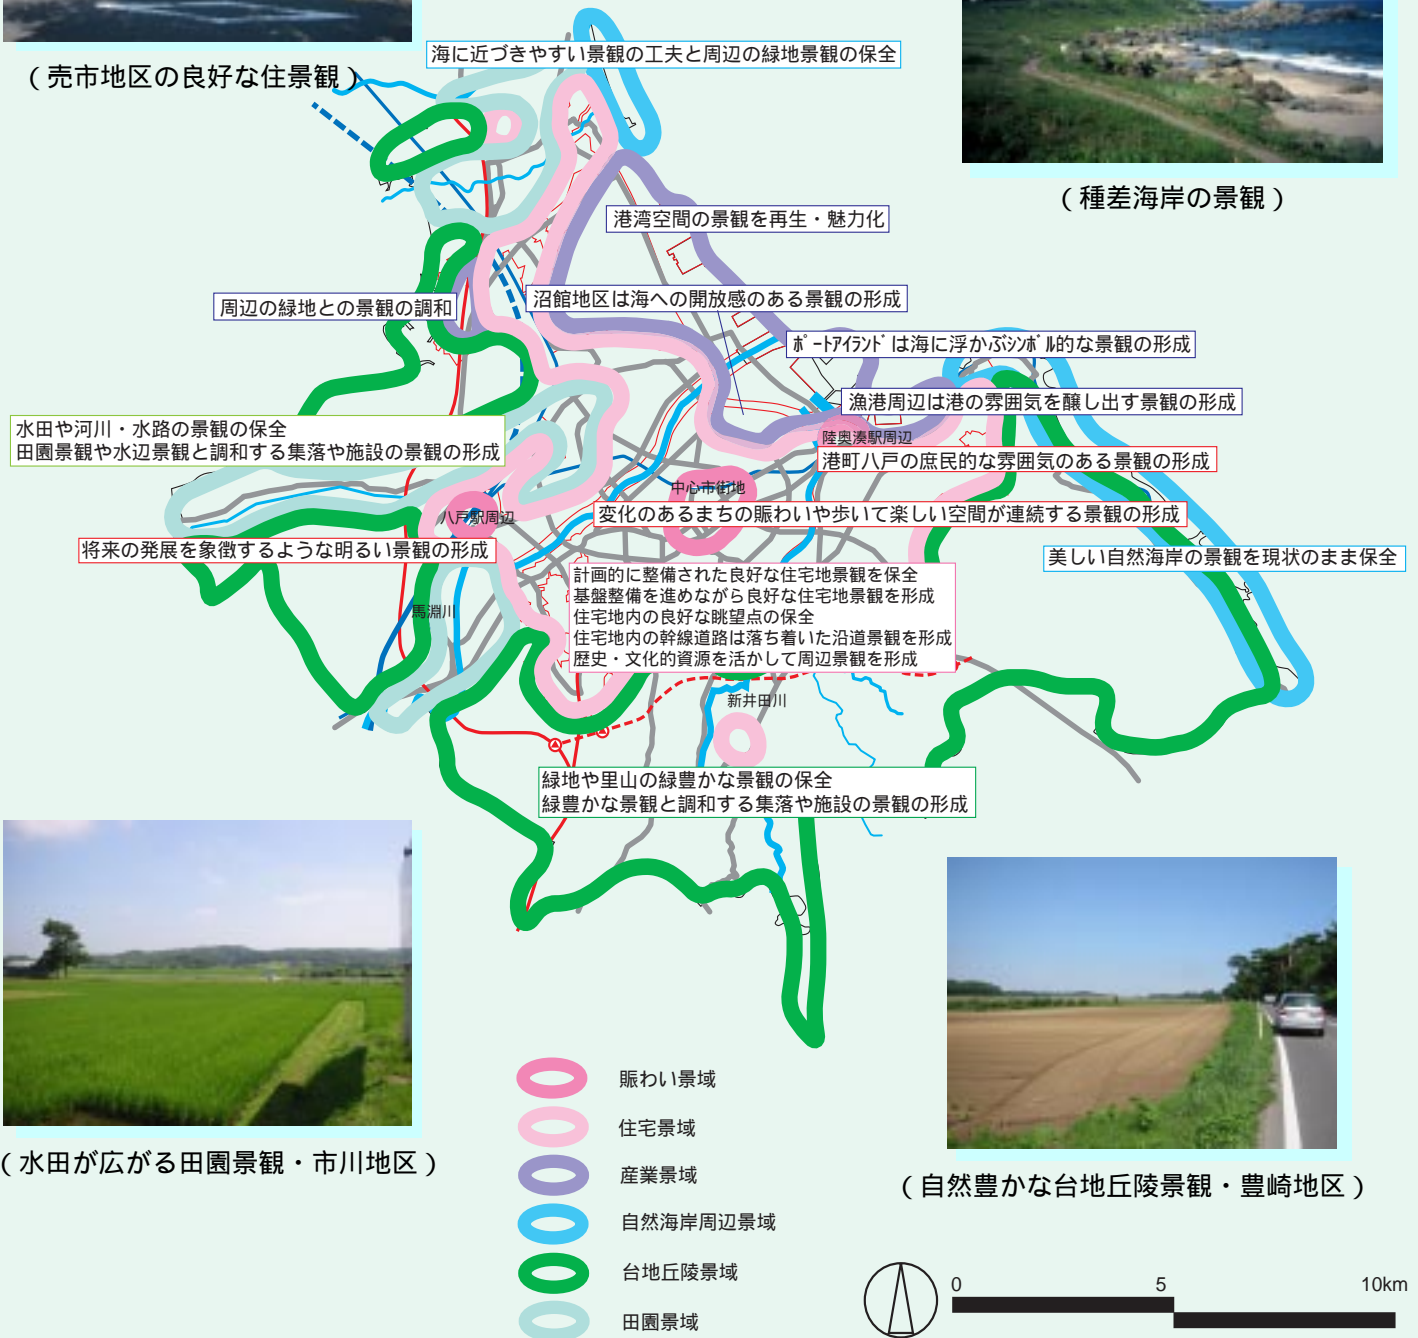 (売市地区の良好な住景観)
海に近づきやすい景観の工夫と周辺の緑地景観の保全
(種差海岸の景観)
港湾空間の景観を再生・魅力化
周辺の緑地との景観の調和
沼館地区は海への開放感のある景観の形成
ポートアイランドは海に浮かぶシンボル的な景観の形成
漁港周辺は港の雰囲気を醸し出す景観の形成
水田や河川・水路の景観の保全
田園景観や水辺景観と調和する集落や施設の景観の形成
陸奥湊駅周辺
港町八戸の庶民的な雰囲気のある景観の形成
中心市街地
八戸駅周辺
変化のあるまちの賑わいや歩いて楽しい空間が連続する景観の形成
将来の発展を象徴するような明るい景観の形成
美しい自然海岸の景観を現状のまま保全
計画的に整備された良好な住宅地景観を保全
基盤整備を進めながら良好な住宅地景観を形成
住宅地内の良好な眺望点の保全
住宅地内の幹線道路は落ち着いた沿道景観を形成
歴史・文化的資源を活かして周辺景観を形成
馬淵川
新井田川
緑地や里山の緑豊かな景観の保全
緑豊かな景観と調和する集落や施設の景観の形成
(水田が広がる田園景観・市川地区)
(自然豊かな台地丘陵景観・豊崎地区)
賑わい景域
住宅景域
産業景域
自然海岸周辺景域
台地丘陵景域
田園景域
0 5 10km